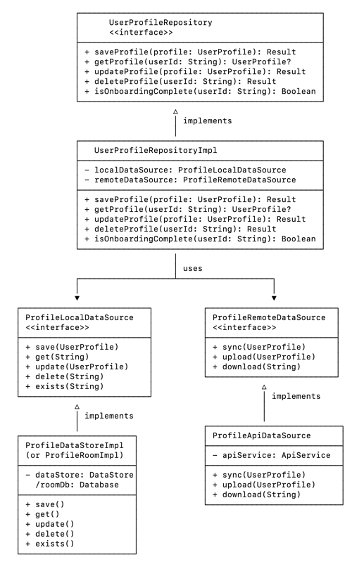 UserProfileRepository
<<interface>>
+ saveProfile(profile: UserProfile): Result
+ getProfile(userId: String): UserProfile?
+ updateProfile(profile: UserProfile): Result
+ deleteProfile(userId: String): Result
+ isOnboardingComplete(userId: String): Boolean
implements
UserProfileRepositoryImpl
- localDataSource: ProfileLocalDataSource
- remoteDataSource: ProfileRemoteDataSource
+ saveProfile(profile: UserProfile): Result
+ getProfile(userId: String): UserProfile?
+ updateProfile(profile: UserProfile): Result
+ deleteProfile(userId: String): Result
+ isOnboardingComplete(userId: String): Boolean
uses
ProfileLocalDataSource
<<interface>>
+ save(UserProfile)
+ get(String)
+ update(UserProfile)
+ delete(String)
+ exists(String)
implements
ProfileDataStoreImpl
(or ProfileRoomImpl)
- dataStore: DataStore
/roomDb: Database
+ save()
+ get()
+ update()
+ delete()
+ exists()
ProfileRemoteDataSource
<<interface>>
+ sync(UserProfile)
+ upload(UserProfile)
+ download(String)
implements
ProfileApiDataSource
- apiService: ApiService
+ sync(UserProfile)
+ upload(UserProfile)
+ download(String)